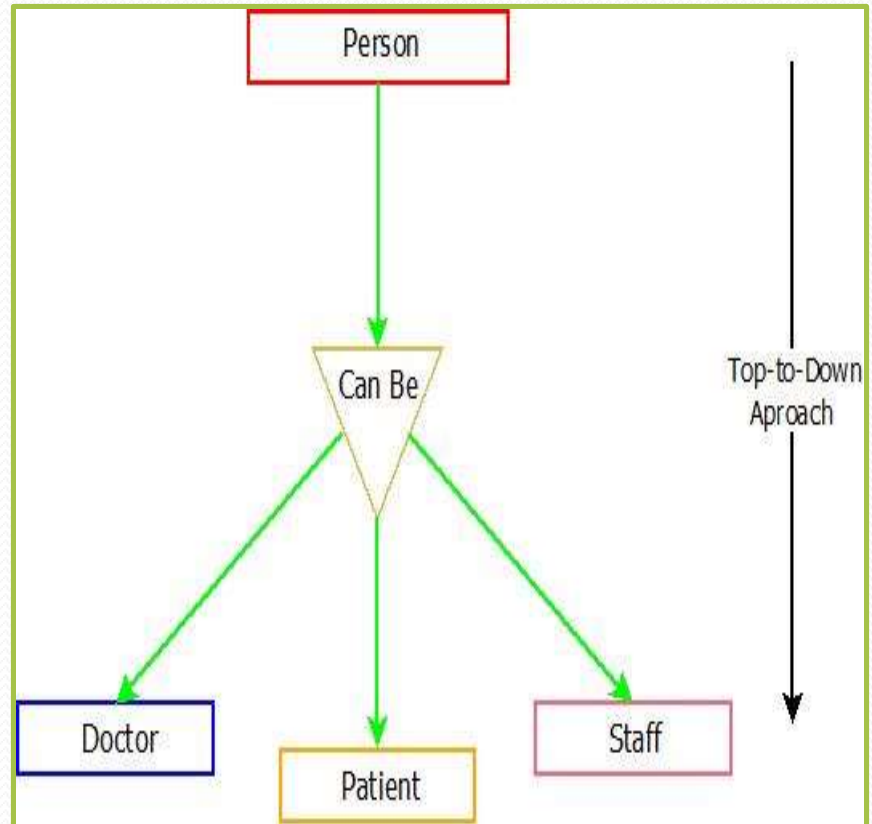 Person
Can Be
Top-to-Down
Aproach
Doctor
Patient
Staff